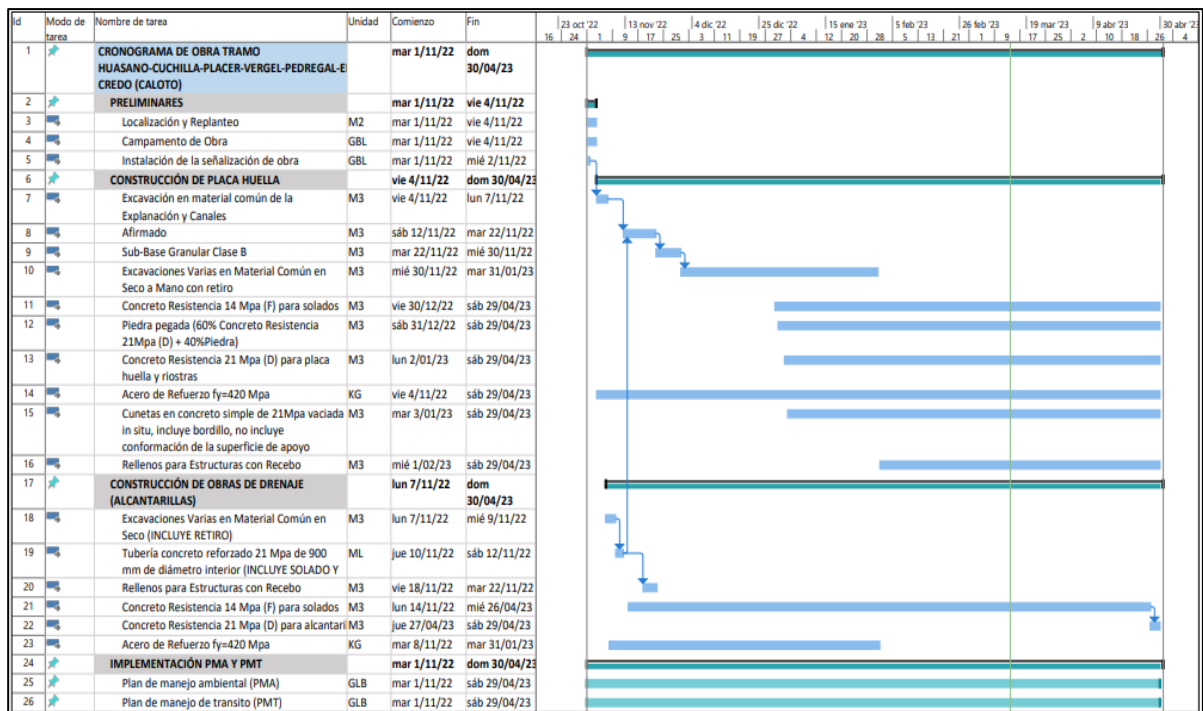 Id Modo de tarea Nombre de tarea Unidad Comienzo Fin
23 oct '22 13 nov '22 4 dic '22 25 dic '22 15 ene '23 5 feb '23 26 feb '23 19 mar '23 9 abr '23 30 abr '23
16 24 1 9 17 25 3 11 19 27 4 12 20 28 5 13 21 1 9 17 25 2 10 18 26 4
1 CRONOGRAMA DE OBRA TRAMO mar 1/11/22 dom
HUASANO-CUCHILLA-PLACER-VERGEL-PEDREGAL-E 30/04/23
CREDO (CALOTO)
2 PRELIMINARES mar 1/11/22 vie 4/11/22
3 Localización y Replanteo M2 mar 1/11/22 vie 4/11/22
4 Campamento de Obra GBL mar 1/11/22 vie 4/11/22
5 Instalación de la señalización de obra GBL mar 1/11/22 mié 2/11/22
6 CONSTRUCCIÓN DE PLACA HUELLA vie 4/11/22 dom 30/04/23
7 Excavación en material común de la M3 vie 4/11/22 lun 7/11/22
Explanación y Canales
8 Afirmado M3 sáb 12/11/22 mar 22/11/22
9 Sub-Base Granular Clase B M3 mar 22/11/22 mié 30/11/22
10 Excavaciones Varias en Material Común en M3 mié 30/11/22 mar 31/01/23
Seco a Mano con retiro
11 Concreto Resistencia 14 Mpa (F) para solados M3 vie 30/12/22 sáb 29/04/23
12 Piedra pegada (60% Concreto Resistencia M3 sáb 31/12/22 sáb 29/04/23
21Mpa (D) + 40%Piedra)
13 Concreto Resistencia 21 Mpa (D) para placa M3 lun 2/01/23 sáb 29/04/23
huella y riostras
14 Acero de Refuerzo fy=420 Mpa KG vie 4/11/22 sáb 29/04/23
15 Cunetas en concreto simple de 21Mpa vaciada M3 mar 3/01/23 sáb 29/04/23
in situ, incluye bordillo, no incluye
conformación de la superficie de apoyo
16 Rellenos para Estructuras con Recebo M3 mié 1/02/23 sáb 29/04/23
17 CONSTRUCCIÓN DE OBRAS DE DRENAJE lun 7/11/22 dom
(ALCANTARILLAS) 30/04/23
18 Excavaciones Varias en Material Común en M3 lun 7/11/22 mié 9/11/22
Seco (INCLUYE RETIRO)
19 Tubería concreto reforzado 21 Mpa de 900 ML jue 10/11/22 sáb 12/11/22
mm de diámetro interior (INCLUYE SOLADO Y
20 Rellenos para Estructuras con Recebo M3 vie 18/11/22 mar 22/11/22
21 Concreto Resistencia 14 Mpa (F) para solados M3 lun 14/11/22 mié 26/04/23
22 Concreto Resistencia 21 Mpa (D) para alcantaril M3 jue 27/04/23 sáb 29/04/23
23 Acero de Refuerzo fy=420 Mpa KG mar 8/11/22 mar 31/01/23
24 IMPLEMENTACIÓN PMA Y PMT mar 1/11/22 dom 30/04/23
25 Plan de manejo ambiental (PMA) GLB mar 1/11/22 sáb 29/04/23
26 Plan de manejo de transito (PMT) GLB mar 1/11/22 sáb 29/04/23